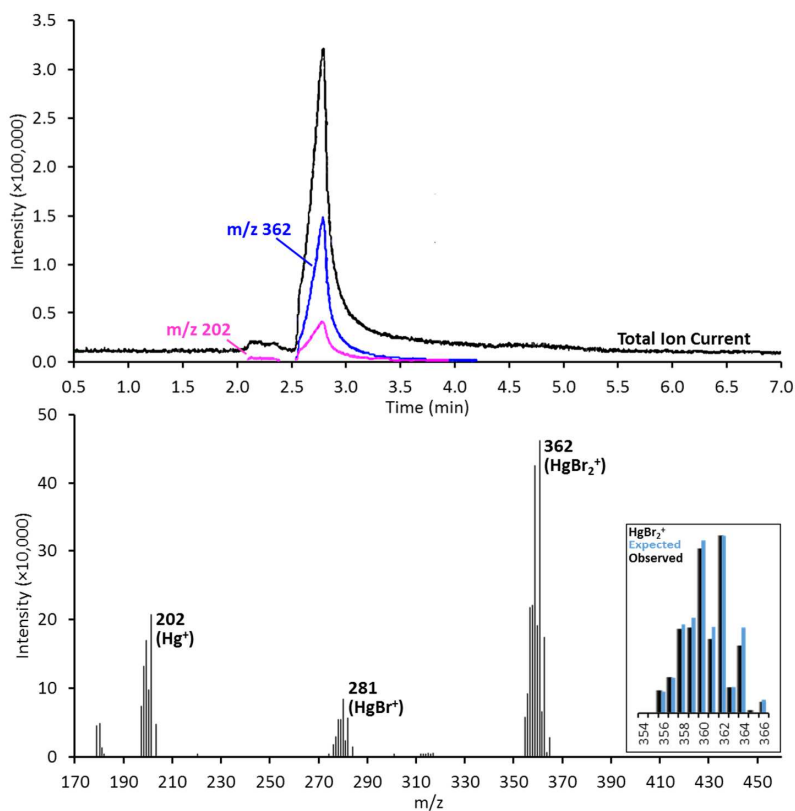 3.5
3.0
2.5
2.0
1.5
1.0
0.5
0.0
Intensity (×100,000)
m/z 362
m/z 202
Total Ion Current
0.5 1.0 1.5 2.0 2.5 3.0 3.5 4.0 4.5 5.0 5.5 6.0 6.5 7.0
Time (min)
50
40
30
20
10
0
Intensity (×10,000)
202
(Hg⁺)
281
(HgBr⁺)
362
(HgBr₂⁺)
HgBr₂⁺
Expected
Observed
354 356 358 360 362 364 366
170 190 210 230 250 270 290 310 330 350 370 390 410 430 450
m/z